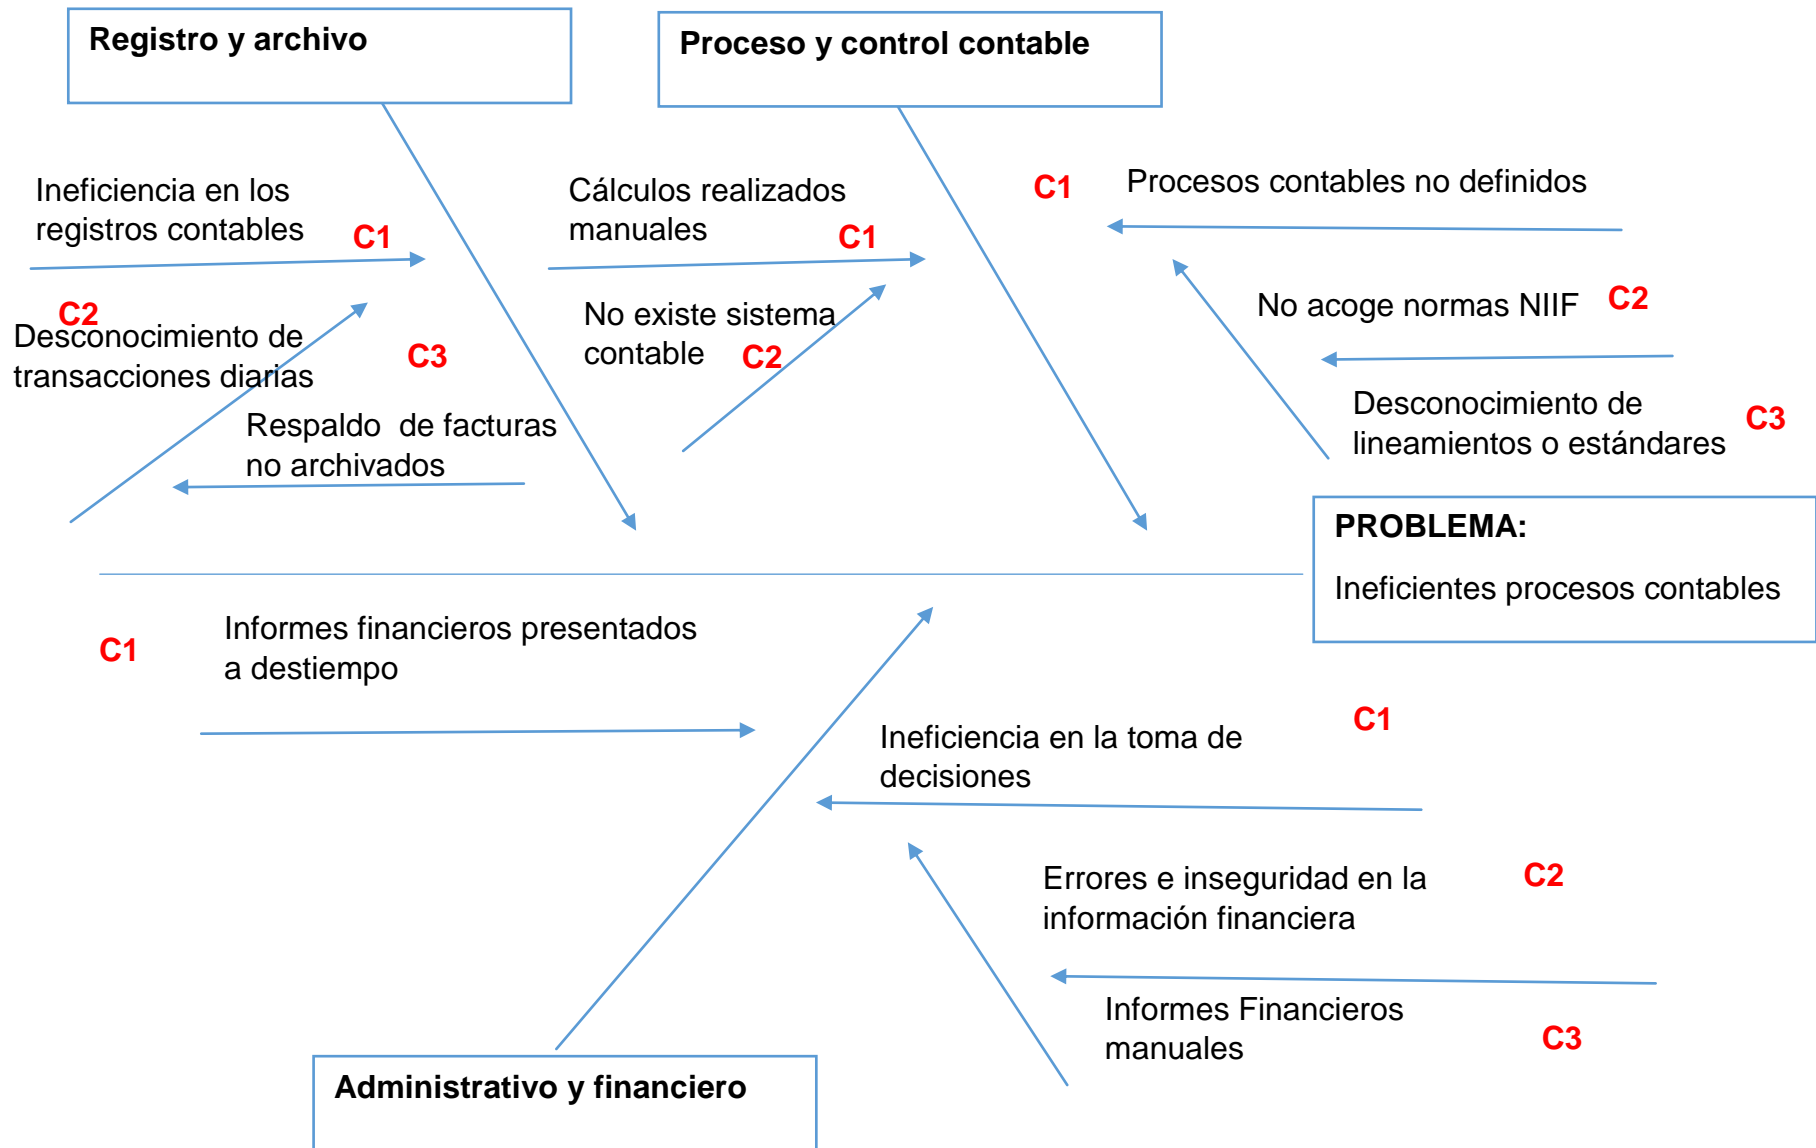 Registro y archivo
Proceso y control contable
Ineficiencia en los
registros contables
C1
C2
Desconocimiento de
transacciones diarias
C3
Respaldo  de facturas
no archivados
Cálculos realizados
manuales
C1
No existe sistema
contable
C2
C1
Procesos contables no definidos
No acoge normas NIIF
C2
Desconocimiento de
lineamientos o estándares
C3
PROBLEMA:
Ineficientes procesos contables
C1
Informes financieros presentados
a destiempo
Ineficiencia en la toma de
decisiones
C1
Errores e inseguridad en la
información financiera
C2
Informes Financieros
manuales
C3
Administrativo y financiero